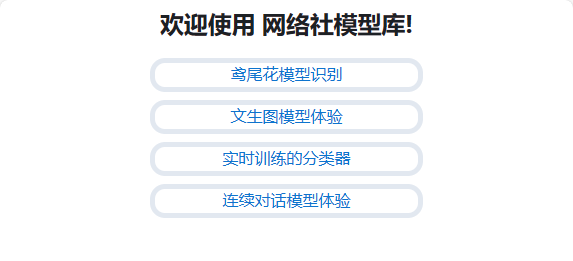 欢迎使用 网络社模型库!
鸢尾花模型识别
文生图模型体验
实时训练的分类器
连续对话模型体验